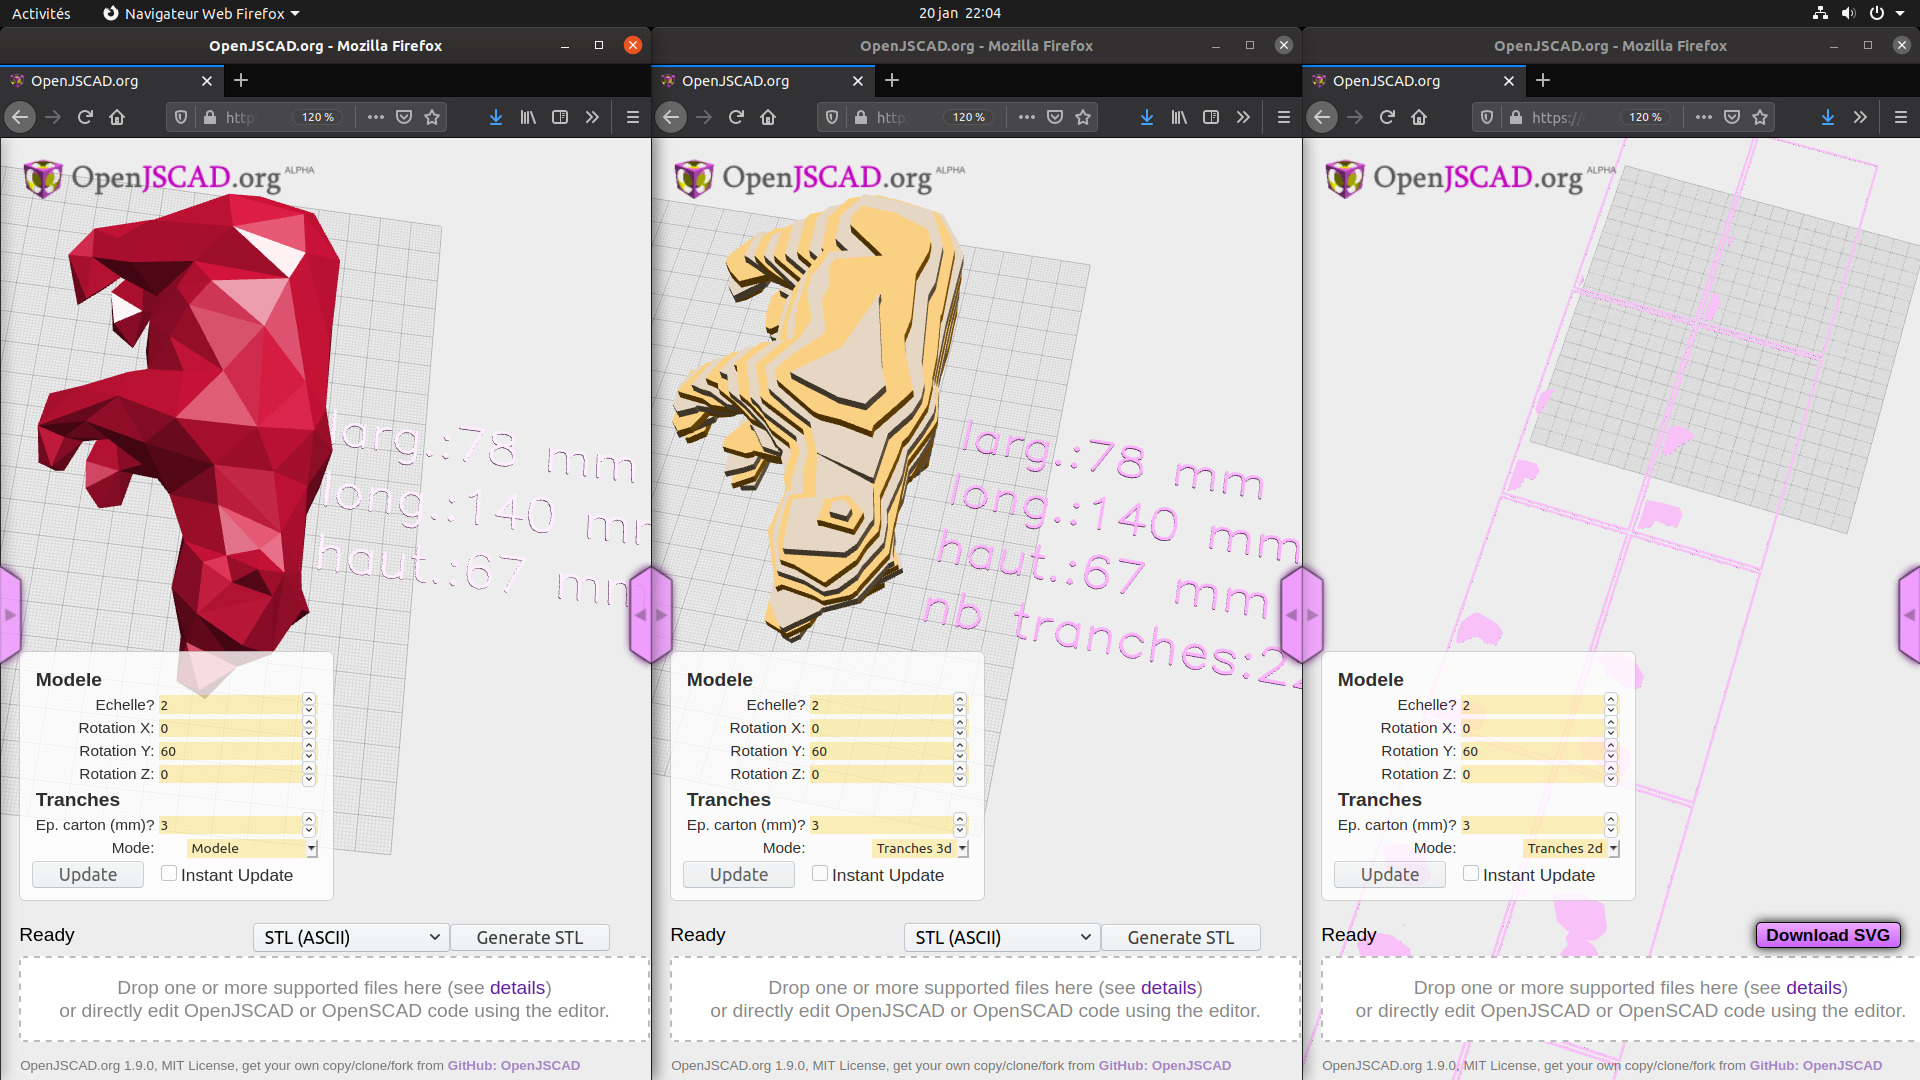 Activités Navigateur Web Firefox 20 jan 22:04
OpenJSCAD.org - Mozilla Firefox
OpenJSCAD.org
http 120 %
OpenJSCAD.org ALPHA
larg.:78 mm
long.:140 m
haut.:67 mm
Modele
Echelle? 2
Rotation X: 0
Rotation Y: 60
Rotation Z: 0
Tranches
Ep. carton (mm)? 3
Mode: Modele
Update Instant Update
Ready STL (ASCII) Generate STL
Drop one or more supported files here (see details)
or directly edit OpenJSCAD or OpenSCAD code using the editor.
OpenJSCAD.org 1.9.0, MIT License, get your own copy/clone/fork from GitHub: OpenJSCAD
OpenJSCAD.org - Mozilla Firefox
OpenJSCAD.org
http 120 %
OpenJSCAD.org ALPHA
larg.:78 mm
long.:140 mm
haut.:67 mm
nb tranches:22
Modele
Echelle? 2
Rotation X: 0
Rotation Y: 60
Rotation Z: 0
Tranches
Ep. carton (mm)? 3
Mode: Tranches 3d
Update Instant Update
Ready STL (ASCII) Generate STL
Drop one or more supported files here (see details)
or directly edit OpenJSCAD or OpenSCAD code using the editor.
OpenJSCAD.org 1.9.0, MIT License, get your own copy/clone/fork from GitHub: OpenJSCAD
OpenJSCAD.org - Mozilla Firefox
OpenJSCAD.org
https:// 120 %
OpenJSCAD.org ALPHA
Modele
Echelle? 2
Rotation X: 0
Rotation Y: 60
Rotation Z: 0
Tranches
Ep. carton (mm)? 3
Mode: Tranches 2d
Update Instant Update
Ready Download SVG
Drop one or more supported files here (see details)
or directly edit OpenJSCAD or OpenSCAD code using the editor.
OpenJSCAD.org 1.9.0, MIT License, get your own copy/clone/fork from GitHub: OpenJSCAD